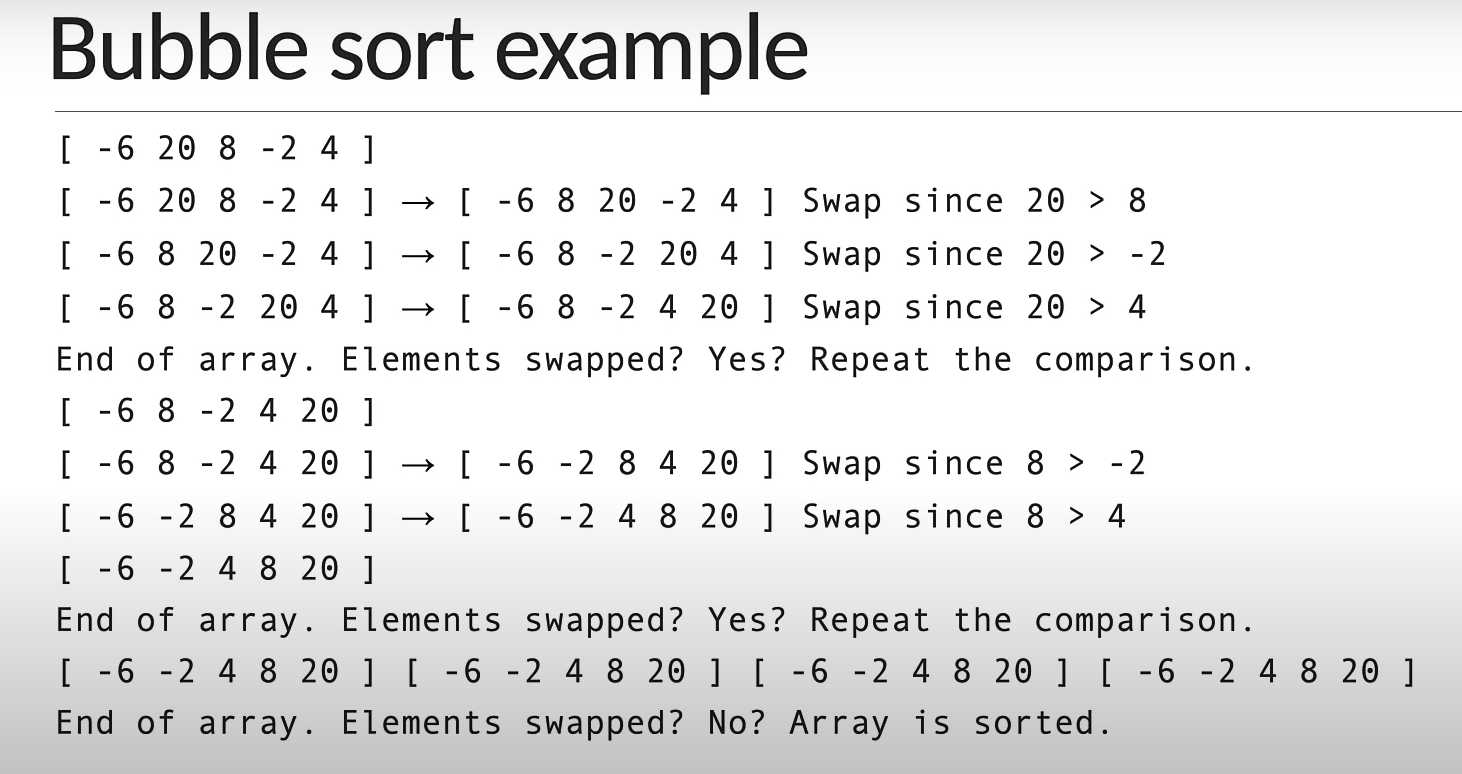 Bubble sort example
[ -6 20 8 -2 4 ]
[ -6 20 8 -2 4 ] → [ -6 8 20 -2 4 ] Swap since 20 > 8
[ -6 8 20 -2 4 ] → [ -6 8 -2 20 4 ] Swap since 20 > -2
[ -6 8 -2 20 4 ] → [ -6 8 -2 4 20 ] Swap since 20 > 4
End of array. Elements swapped? Yes? Repeat the comparison.
[ -6 8 -2 4 20 ]
[ -6 8 -2 4 20 ] → [ -6 -2 8 4 20 ] Swap since 8 > -2
[ -6 -2 8 4 20 ] → [ -6 -2 4 8 20 ] Swap since 8 > 4
[ -6 -2 4 8 20 ]
End of array. Elements swapped? Yes? Repeat the comparison.
[ -6 -2 4 8 20 ] [ -6 -2 4 8 20 ] [ -6 -2 4 8 20 ] [ -6 -2 4 8 20 ]
End of array. Elements swapped? No? Array is sorted.